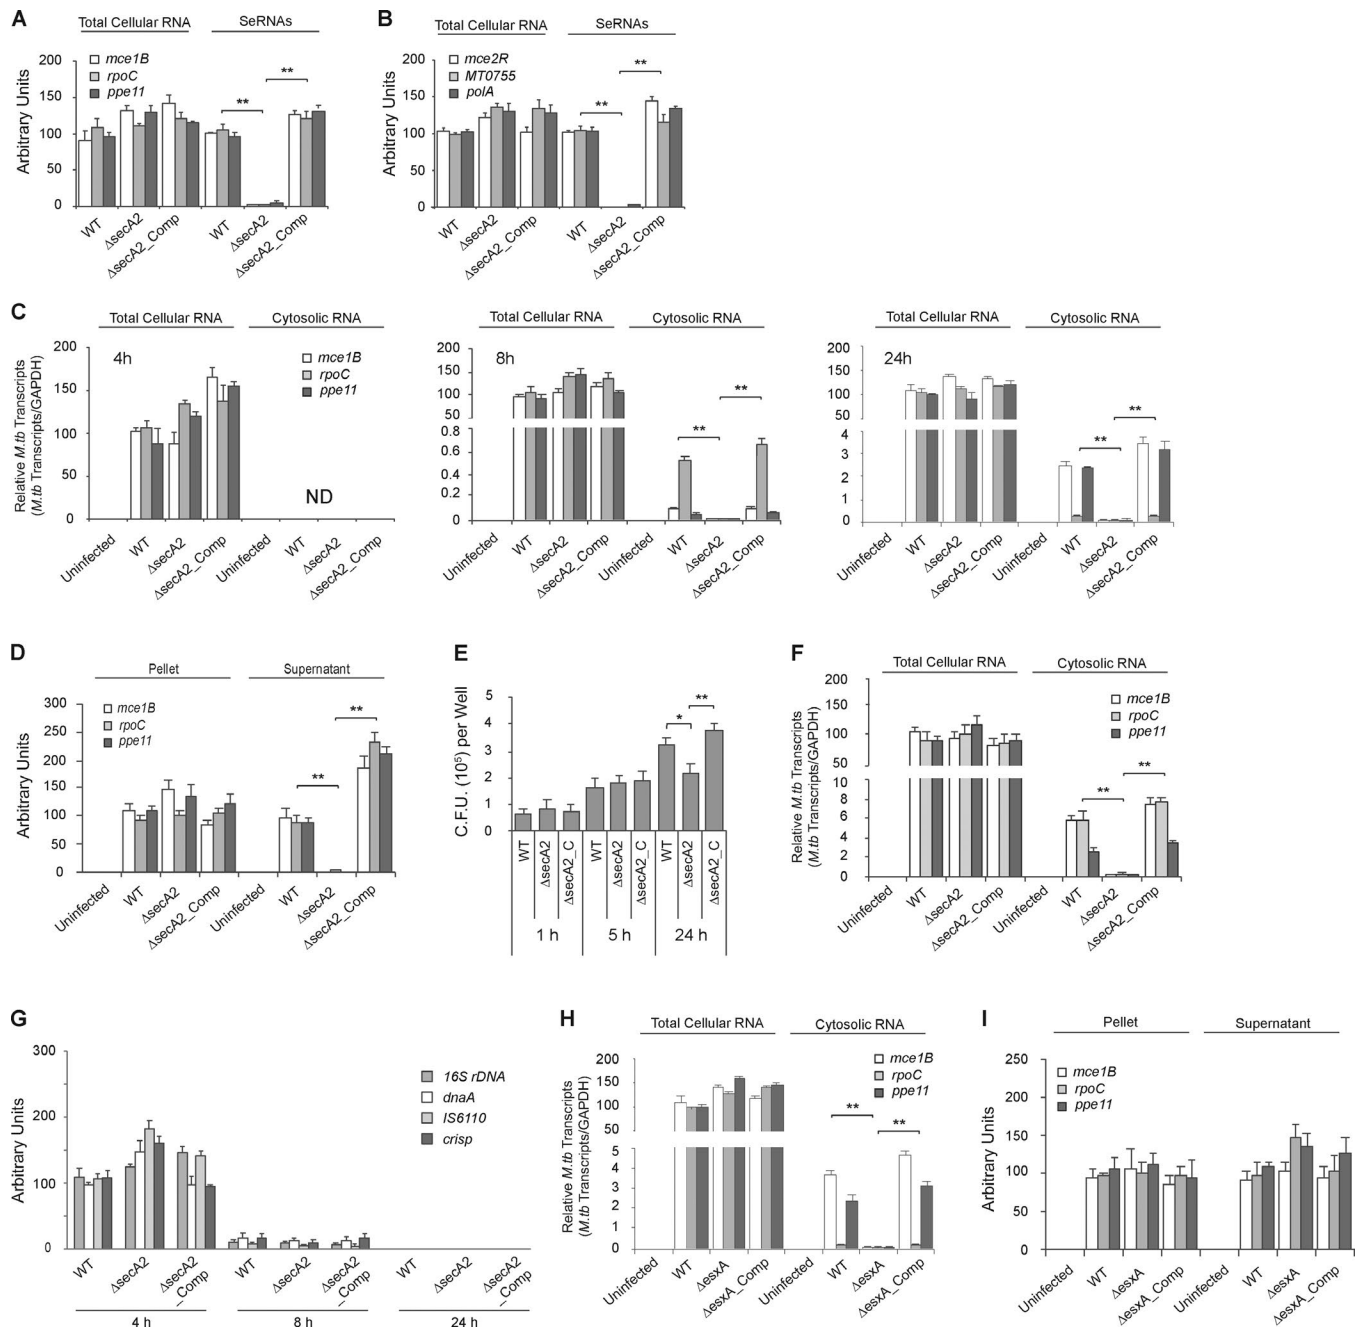 A
Total Cellular RNA
SeRNAs
mce1B
rpoC
ppe11
Arbitrary Units
200
150
100
50
0
**
**
WT
ΔsecA2
ΔsecA2_Comp
WT
ΔsecA2
ΔsecA2_Comp
B
Total Cellular RNA
SeRNAs
mce2R
MT0755
polA
Arbitrary Units
200
150
100
50
0
**
**
WT
ΔsecA2
ΔsecA2_Comp
WT
ΔsecA2
ΔsecA2_Comp
C
Total Cellular RNA
Cytosolic RNA
4h
mce1B
rpoC
ppe11
Relative M.tb Transcripts
(M.tb Transcripts/GAPDH)
200
150
100
50
0
ND
Uninfected
WT
ΔsecA2
ΔsecA2_Comp
Uninfected
WT
ΔsecA2
ΔsecA2_Comp
Total Cellular RNA
Cytosolic RNA
8h
200
150
100
50
0.8
0.6
0.4
0.2
0
**
**
Uninfected
WT
ΔsecA2
ΔsecA2_Comp
Uninfected
WT
ΔsecA2
ΔsecA2_Comp
Total Cellular RNA
Cytosolic RNA
24h
200
150
100
50
4
3
2
1
0
**
**
Uninfected
WT
ΔsecA2
ΔsecA2_Comp
Uninfected
WT
ΔsecA2
ΔsecA2_Comp
D
Pellet
Supernatant
mce1B
rpoC
ppe11
Arbitrary Units
300
250
200
150
100
50
0
**
**
Uninfected
WT
ΔsecA2
ΔsecA2_Comp
Uninfected
WT
ΔsecA2
ΔsecA2_Comp
E
C.F.U. (10⁵) per Well
5
4
3
2
1
0
*
**
WT
ΔsecA2
ΔsecA2_C
WT
ΔsecA2
ΔsecA2_C
WT
ΔsecA2
ΔsecA2_C
1 h
5 h
24 h
F
Total Cellular RNA
Cytosolic RNA
mce1B
rpoC
ppe11
Relative M.tb Transcripts
(M.tb Transcripts/GAPDH)
200
150
100
50
10
8
6
4
2
0
**
**
Uninfected
WT
ΔsecA2
ΔsecA2_Comp
Uninfected
WT
ΔsecA2
ΔsecA2_Comp
G
16S rDNA
dnaA
IS6110
crisp
Arbitrary Units
300
200
100
0
WT
ΔsecA2
ΔsecA2
_Comp
WT
ΔsecA2
ΔsecA2
_Comp
WT
ΔsecA2
ΔsecA2
_Comp
4 h
8 h
24 h
H
Total Cellular RNA
Cytosolic RNA
mce1B
rpoC
ppe11
Relative M.tb Transcripts
(M.tb Transcripts/GAPDH)
200
150
100
50
5
4
3
2
1
0
**
**
Uninfected
WT
ΔesxA
ΔesxA_Comp
Uninfected
WT
ΔesxA
ΔesxA_Comp
I
Pellet
Supernatant
mce1B
rpoC
ppe11
Arbitrary Units
250
200
150
100
50
0
Uninfected
WT
ΔesxA
ΔesxA_Comp
Uninfected
WT
ΔesxA
ΔesxA_Comp